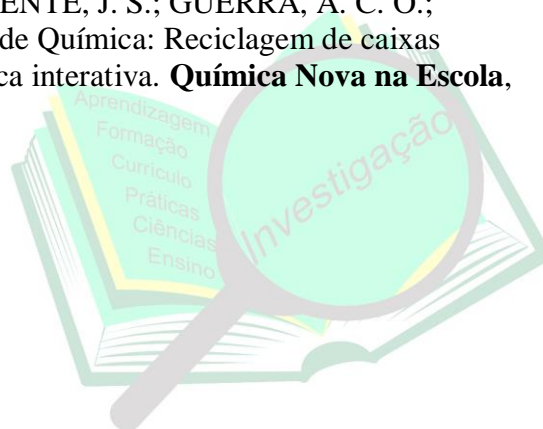 ENTE, J. S.; GUERRA, A. C. O.;
de Química: Reciclagem de caixas
ca interativa. Química Nova na Escola,
Aprendizagem
Formação
Currículo
Práticas
Ciências
Ensino
Investigação